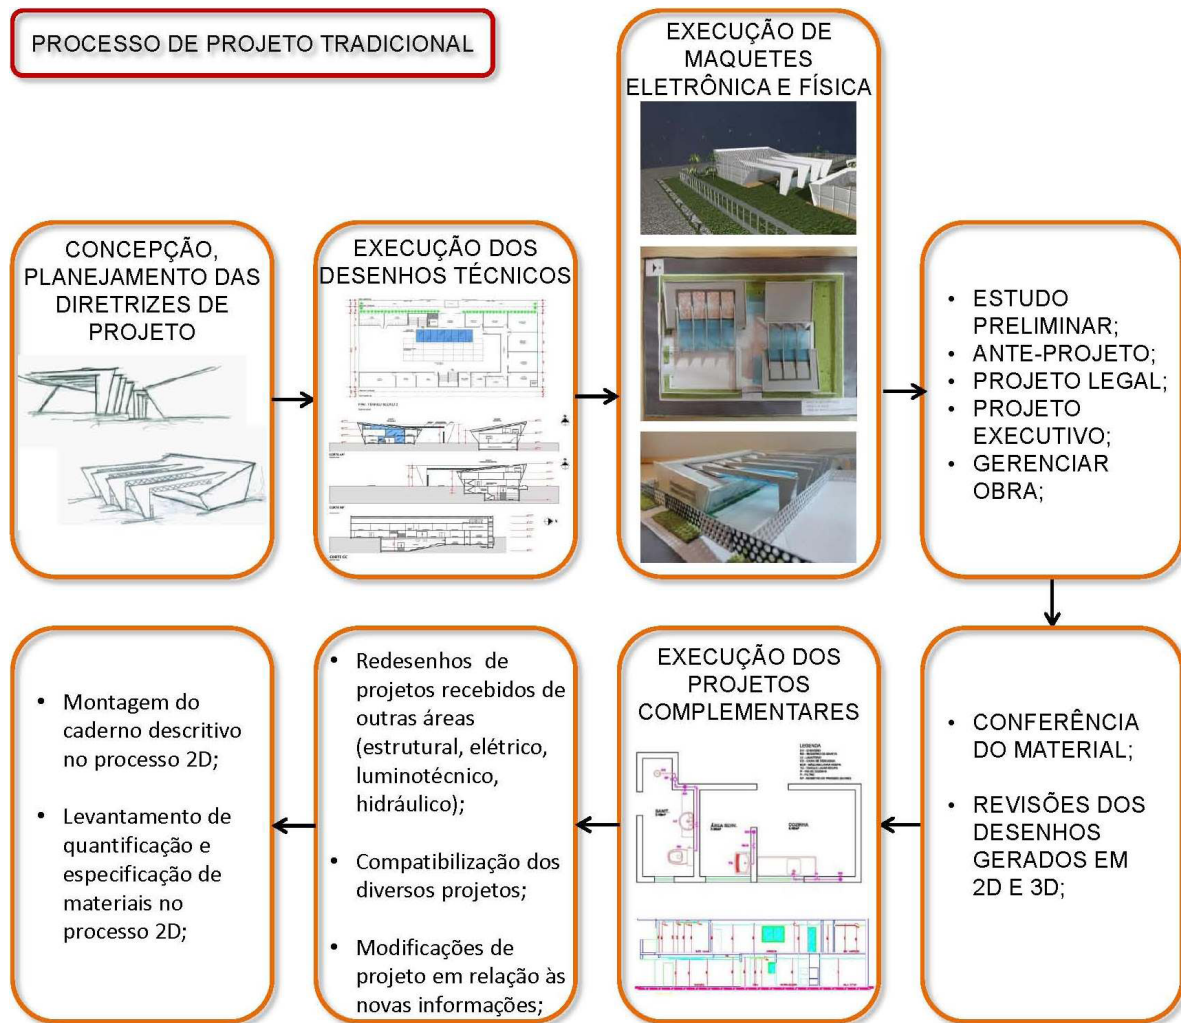 PROCESSO DE PROJETO TRADICIONAL
CONCEPÇÃO,
PLANEJAMENTO DAS
DIRETRIZES DE
PROJETO
EXECUÇÃO DOS
DESENHOS TÉCNICOS
EXECUÇÃO DE
MAQUETES
ELETRÔNICA E FÍSICA
• ESTUDO
PRELIMINAR;
• ANTE-PROJETO;
• PROJETO LEGAL;
• PROJETO
EXECUTIVO;
• GERENCIAR
OBRA;
• CONFERÊNCIA
DO MATERIAL;
• REVISÕES DOS
DESENHOS
GERADOS EM
2D E 3D;
EXECUÇÃO DOS
PROJETOS
COMPLEMENTARES
LEGENDA
• Redesenhos de
projetos recebidos de
outras áreas
(estrutural, elétrico,
luminotécnico,
hidráulico);
• Compatibilização dos
diversos projetos;
• Modificações de
projeto em relação às
novas informações;
• Montagem do
caderno descritivo
no processo 2D;
• Levantamento de
quantificação e
especificação de
materiais no
processo 2D;